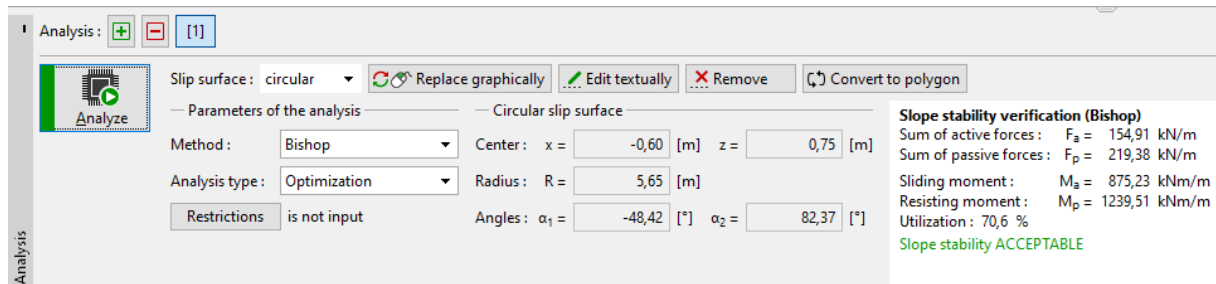 Analysis : [1]
Analyze
Slip surface : circular Replace graphically Edit textually Remove Convert to polygon
Parameters of the analysis
Method : Bishop
Analysis type : Optimization
Restrictions is not input
Circular slip surface
Center : x = -0,60 [m] z = 0,75 [m]
Radius : R = 5,65 [m]
Angles : α1 = -48,42 [°] α2 = 82,37 [°]
Slope stability verification (Bishop)
Sum of active forces : Fa = 154,91 kN/m
Sum of passive forces : Fp = 219,38 kN/m
Sliding moment : Ma = 875,23 kNm/m
Resisting moment : Mp = 1239,51 kNm/m
Utilization : 70,6 %
Slope stability ACCEPTABLE
Analysis